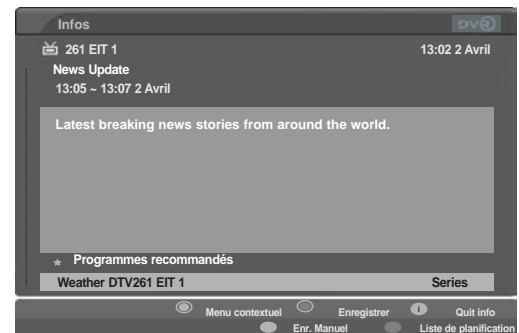 Infos DVR
261 EIT 1 13:02 2 Avril
News Update
13:05 ~ 13:07 2 Avril
Latest breaking news stories from around the world.
Programmes recommandés
Weather DTV261 EIT 1 Series
Menu contextuel Enregistrer i Quit info
Enr. Manuel Liste de planification